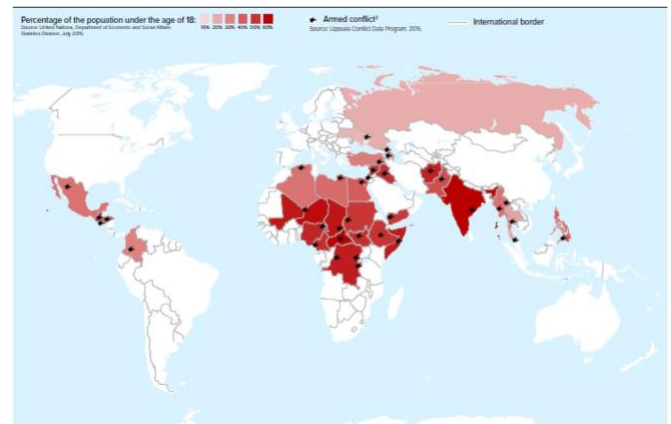 Percentage of the popuation under the age of 18:
Source: United Nations, Department of Economic and Social Affairs
Statistics Division, July 2015.
10% 20% 30% 40% 50% 60%
Armed conflict²
Source: Uppsala Conflict Data Program, 2015.
International border